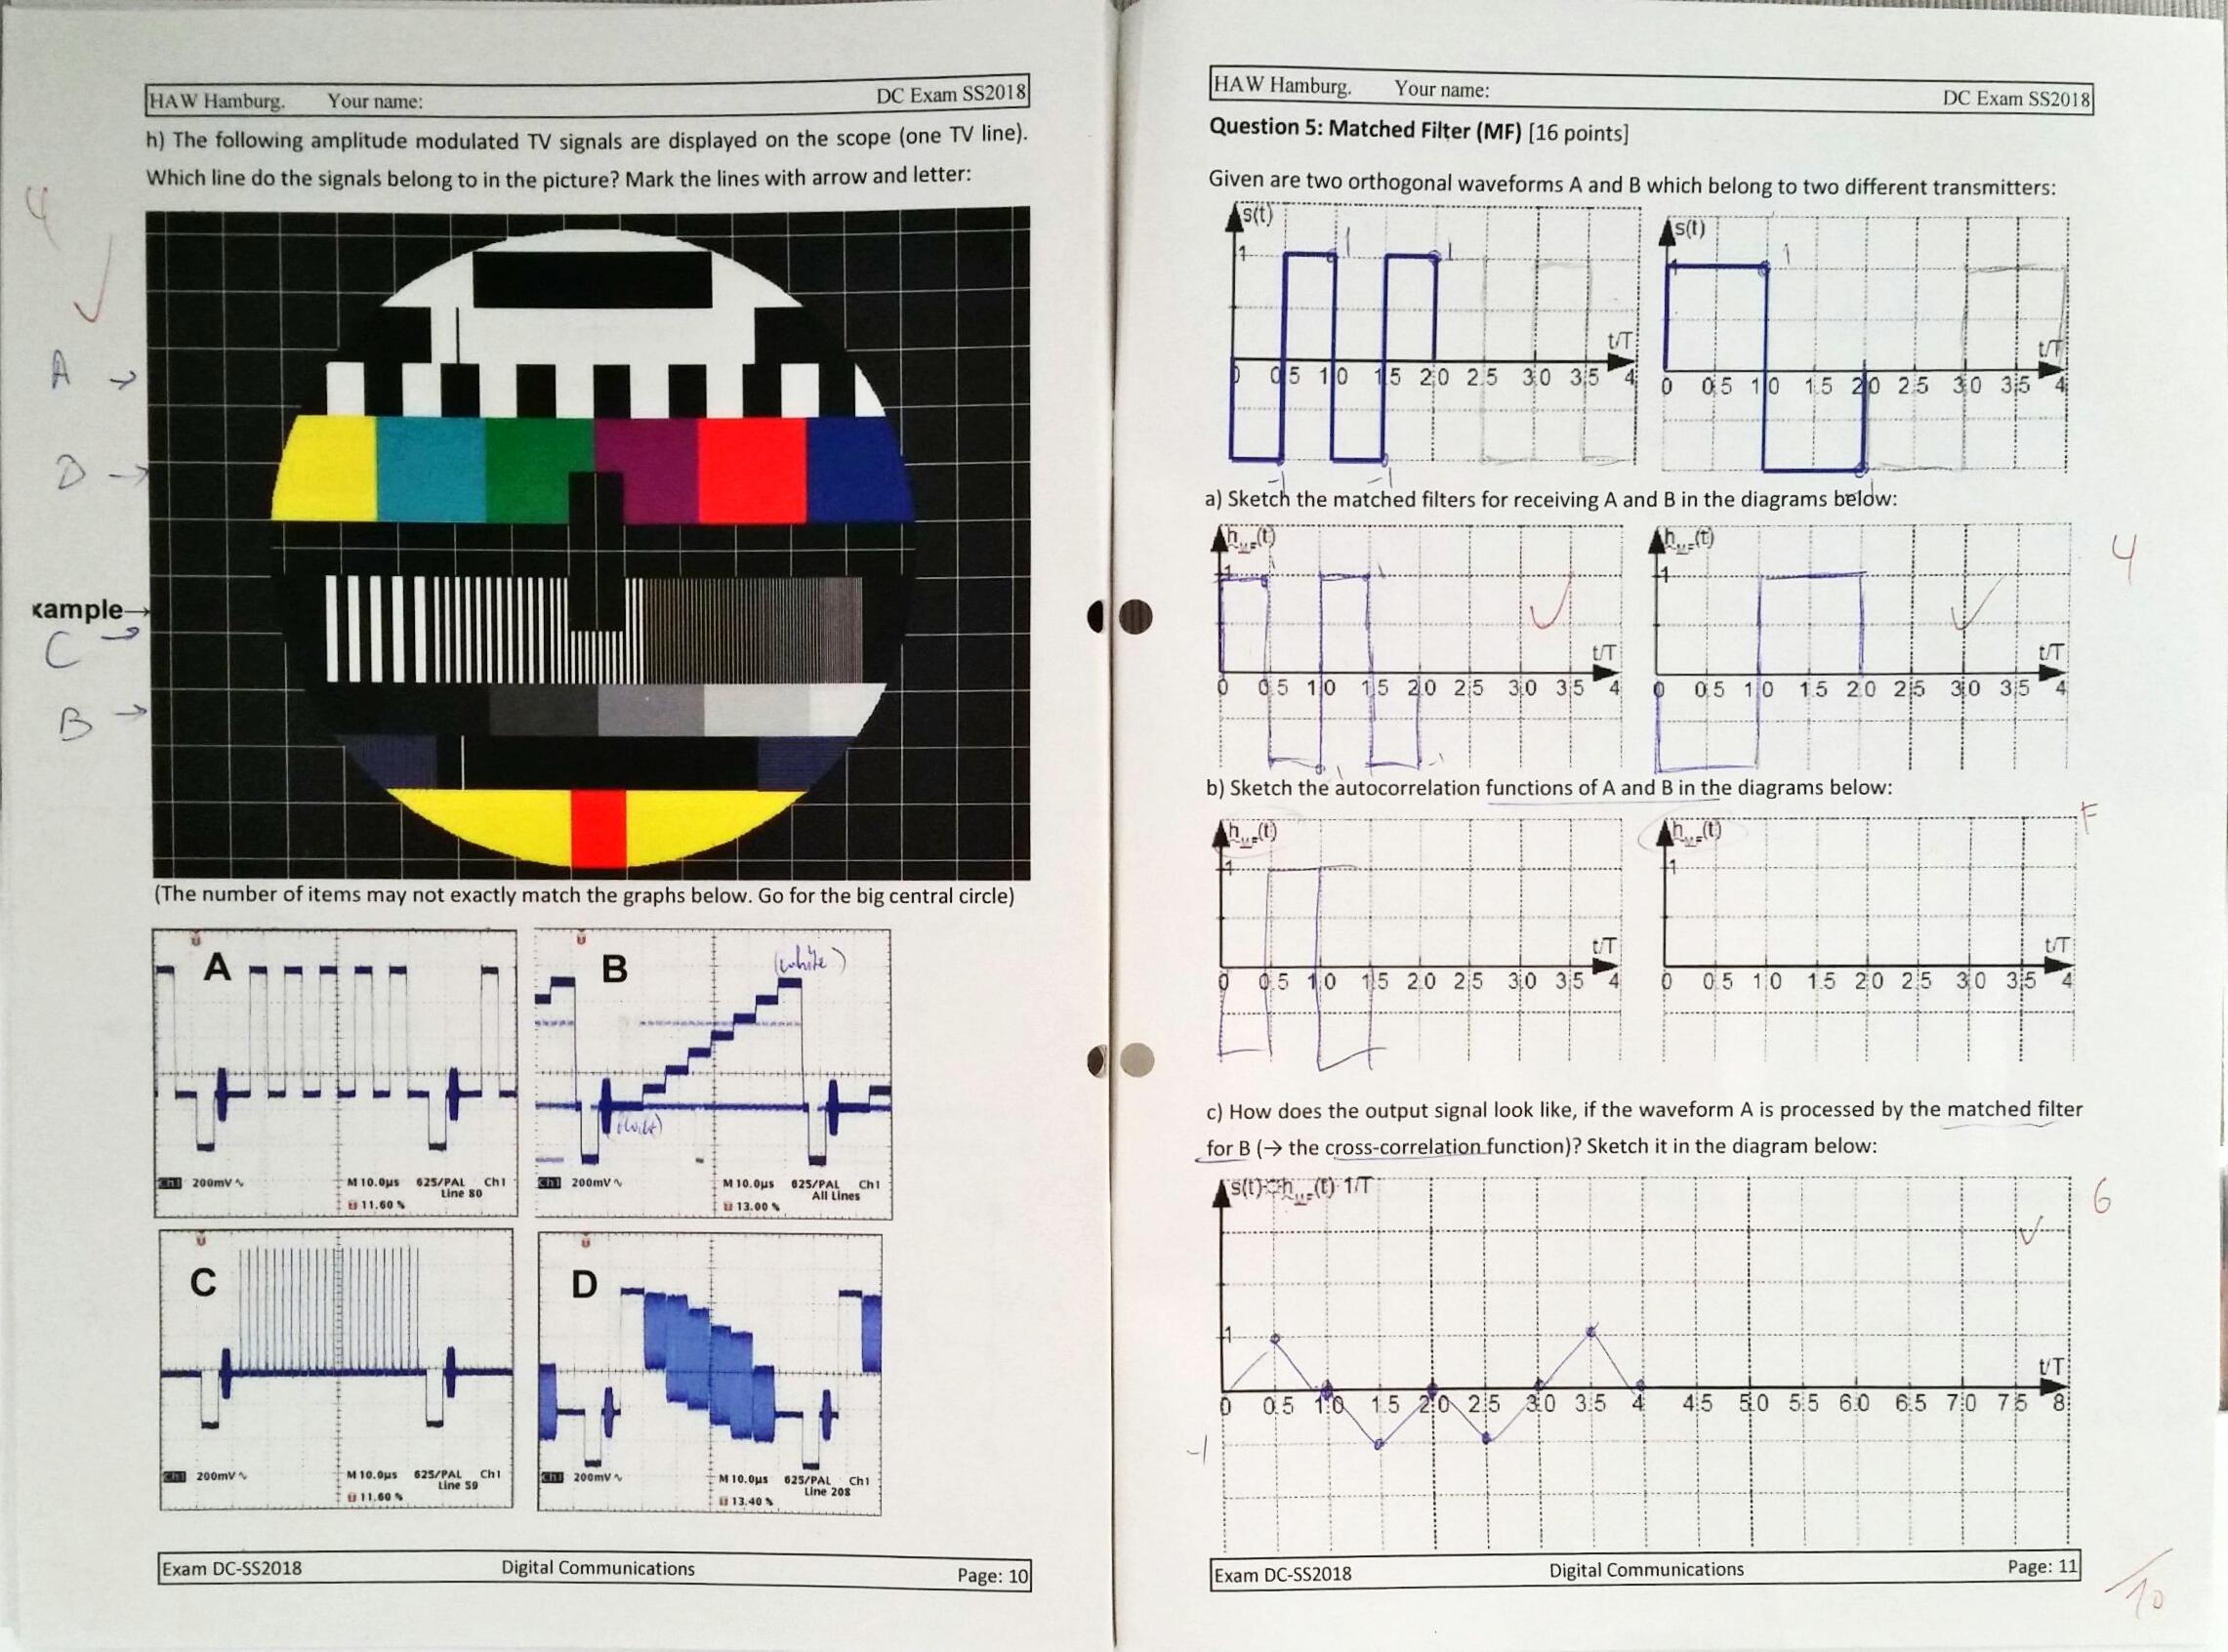 HAW Hamburg. Your name: DC Exam SS2018
h) The following amplitude modulated TV signals are displayed on the scope (one TV line).
Which line do the signals belong to in the picture? Mark the lines with arrow and letter:
4
A →
D →
xample→
C →
B →
(The number of items may not exactly match the graphs below. Go for the big central circle)
A
Ch1 200mV∿ M 10.0µs 625/PAL Ch1
Line 80
11.60 %
B
(white)
Ch1 200mV∿ M 10.0µs 625/PAL Ch1
All Lines
13.00 %
C
Ch1 200mV∿ M 10.0µs 625/PAL Ch1
Line 59
11.60 %
D
Ch1 200mV∿ M 10.0µs 625/PAL Ch1
Line 208
13.40 %
Exam DC-SS2018 Digital Communications Page: 10
HAW Hamburg. Your name: DC Exam SS2018
Question 5: Matched Filter (MF) [16 points]
Given are two orthogonal waveforms A and B which belong to two different transmitters:
s(t)
1
1 1
t/T
0 0.5 1.0 1.5 2.0 2.5 3.0 3.5 4
-1 -1
s(t)
1
1
t/T
0 0.5 1.0 1.5 2.0 2.5 3.0 3.5 4
a) Sketch the matched filters for receiving A and B in the diagrams below:
h_MF(t)
1
t/T
0 0.5 1.0 1.5 2.0 2.5 3.0 3.5 4
h_MF(t)
1
t/T
0 0.5 1.0 1.5 2.0 2.5 3.0 3.5 4
4
b) Sketch the autocorrelation functions of A and B in the diagrams below:
h_MF(t)
1
t/T
0 0.5 1.0 1.5 2.0 2.5 3.0 3.5 4
h_MF(t)
1
t/T
0 0.5 1.0 1.5 2.0 2.5 3.0 3.5 4
F
c) How does the output signal look like, if the waveform A is processed by the matched filter
for B (→ the cross-correlation function)? Sketch it in the diagram below:
s(t)∗h_MF(t)·1/T
1
t/T
0 0.5 1.0 1.5 2.0 2.5 3.0 3.5 4 4.5 5.0 5.5 6.0 6.5 7.0 7.5 8
-1
6
Exam DC-SS2018 Digital Communications Page: 11
/10